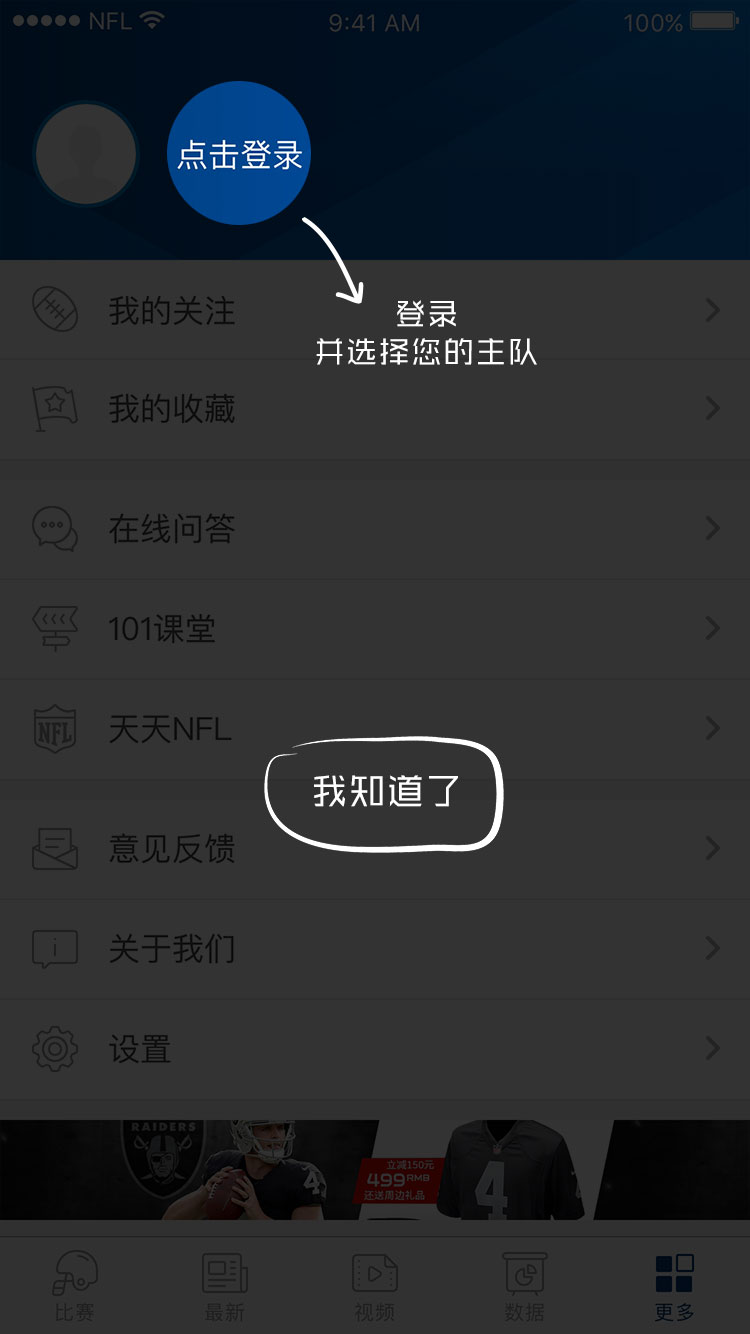 NFL
9:41 AM
100%
点击登录
登录
并选择您的主队
我的关注
我的收藏
在线问答
101课堂
天天NFL
NFL
我知道了
意见反馈
关于我们
设置
RAIDERS
立减150元
499RMB
还送周边礼品
4
4
比赛
最新
视频
数据
更多